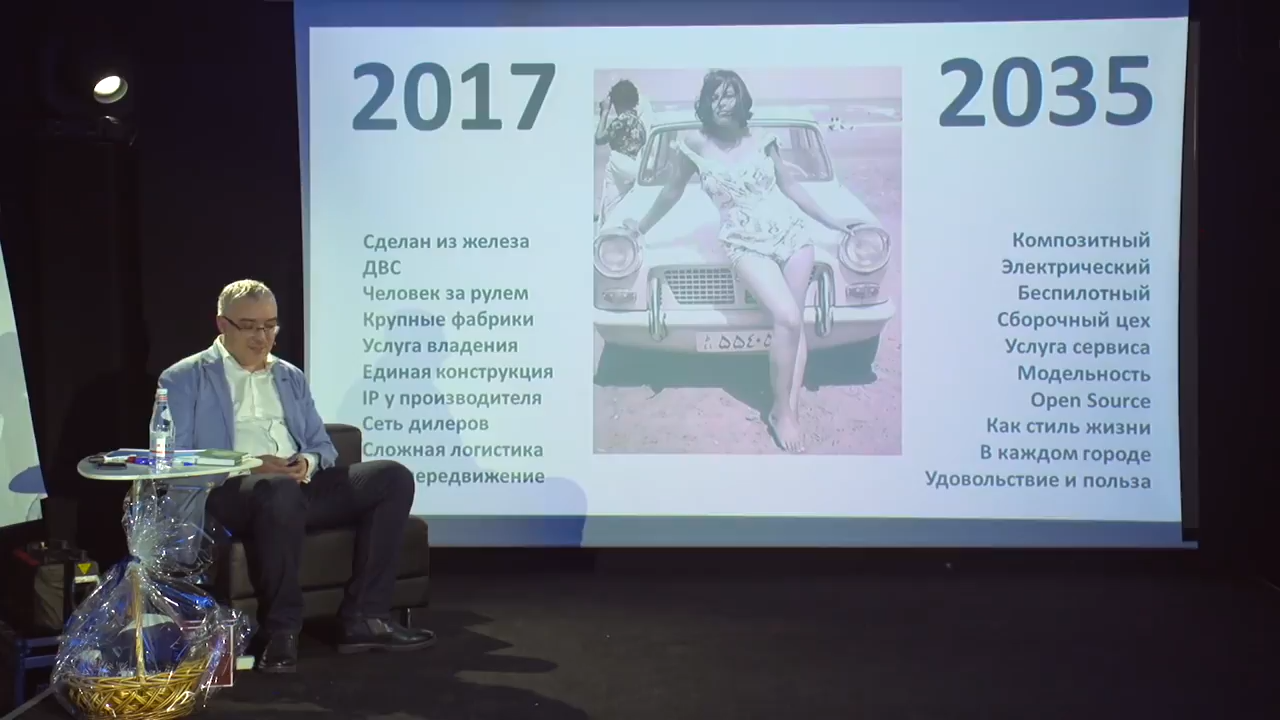 2017
Сделан из железа
ДВС
Человек за рулем
Крупные фабрики
Услуга владения
Единая конструкция
IP у производителя
Сеть дилеров
Сложная логистика
۵۵٤۰۵
2035
Композитный
Электрический
Беспилотный
Сборочный цех
Услуга сервиса
Модельность
Open Source
Как стиль жизни
В каждом городе
Удовольствие и польза